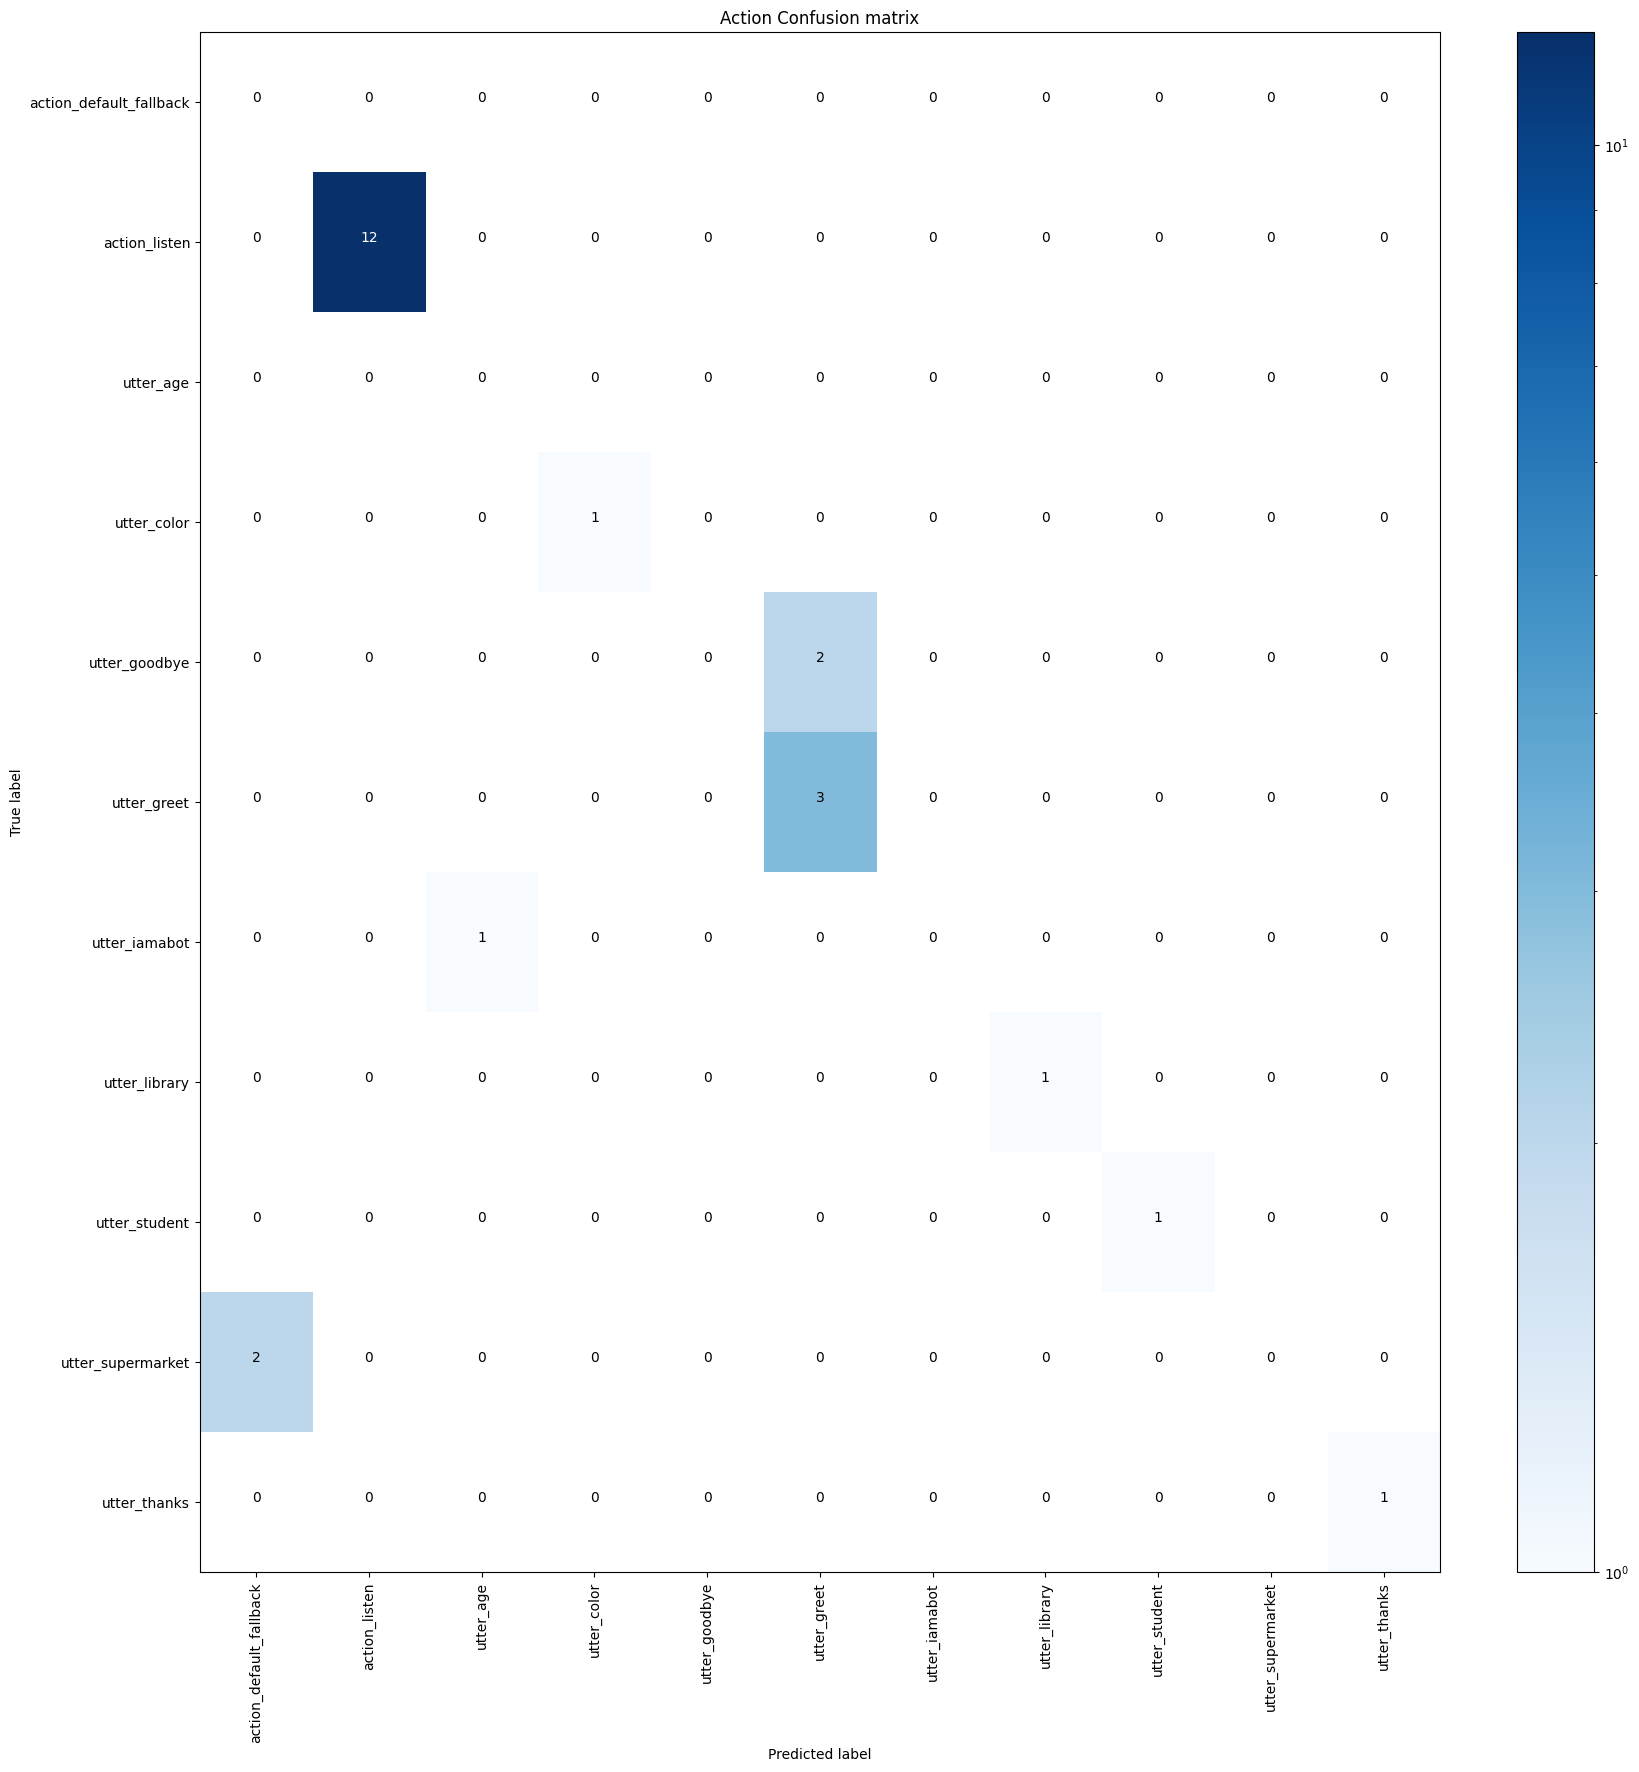 Action Confusion matrix
action_default_fallback 0 0 0 0 0 0 0 0 0 0 0
action_listen 0 12 0 0 0 0 0 0 0 0 0
utter_age 0 0 0 0 0 0 0 0 0 0 0
utter_color 0 0 0 1 0 0 0 0 0 0 0
utter_goodbye 0 0 0 0 0 2 0 0 0 0 0
utter_greet 0 0 0 0 0 3 0 0 0 0 0
utter_iamabot 0 0 1 0 0 0 0 0 0 0 0
utter_library 0 0 0 0 0 0 0 1 0 0 0
utter_student 0 0 0 0 0 0 0 0 1 0 0
utter_supermarket 2 0 0 0 0 0 0 0 0 0 0
utter_thanks 0 0 0 0 0 0 0 0 0 0 1
True label
action_default_fallback
action_listen
utter_age
utter_color
utter_goodbye
utter_greet
utter_iamabot
utter_library
utter_student
utter_supermarket
utter_thanks
Predicted label
10¹
10⁰